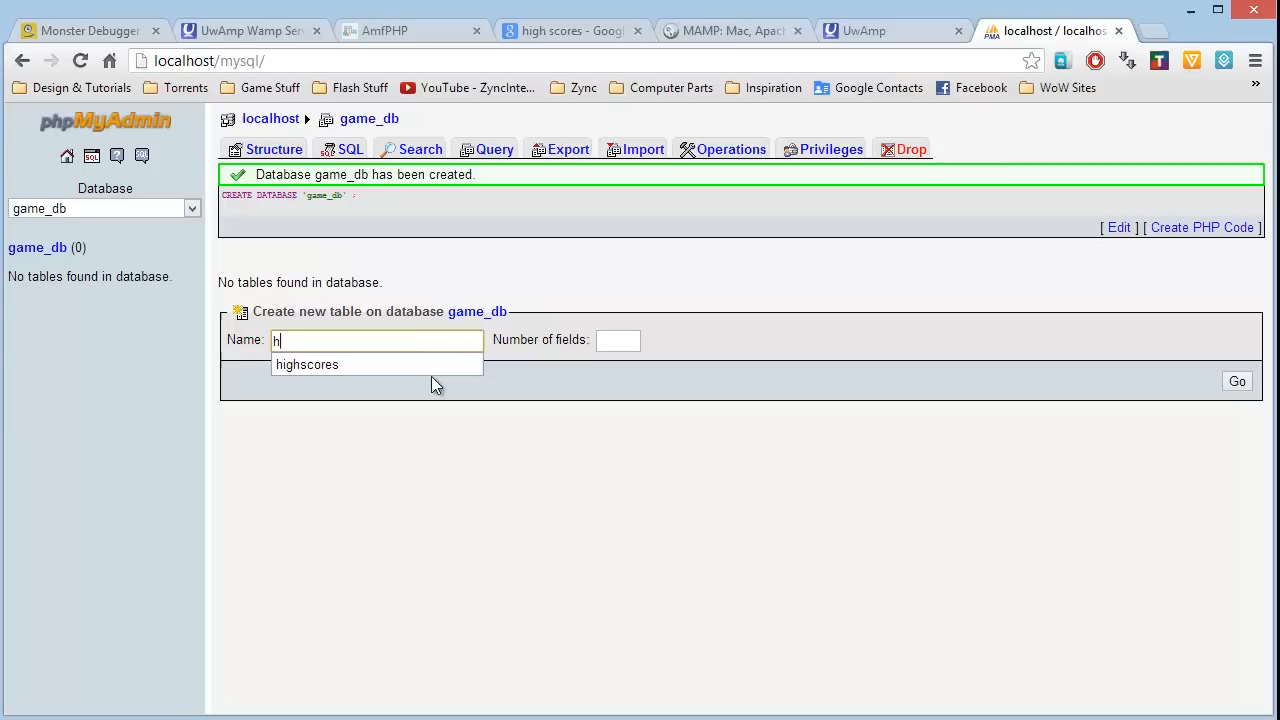 Monster Debugger
UwAmp Wamp Ser
AmfPHP
high scores - Googl
MAMP: Mac, Apach
UwAmp
localhost / localhos
localhost/mysql/
Design & Tutorials
Torrents
Game Stuff
Flash Stuff
YouTube - ZyncInte...
Zync
Computer Parts
Inspiration
Google Contacts
Facebook
WoW Sites
»
phpMyAdmin
SQL
Database
game_db
game_db (0)
No tables found in database.
localhost
game_db
Structure
SQL
Search
Query
Export
Import
Operations
Privileges
Drop
Database game_db has been created.
CREATE DATABASE `game_db` ;
[ Edit ] [ Create PHP Code ]
No tables found in database.
Create new table on database game_db
Name: h
Number of fields:
highscores
Go